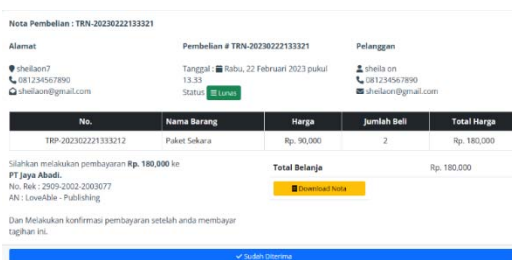 Nota Pembelian : TRN-20230222133321
Alamat
sheilaon7
081234567890
sheilaon@gmail.com
Pembelian # TRN-20230222133321
Tanggal : Rabu, 22 Februari 2023 pukul
13.33
Status Lunas
Pelanggan
sheila on
081234567890
sheilaon@gmail.com
No. Nama Barang Harga Jumlah Beli Total Harga
TRP-202302221333212 Paket Sekara Rp. 90,000 2 Rp. 180,000
Silahkan melakukan pembayaran Rp. 180,000 ke
PT Jaya Abadi.
No. Rek : 2909-2002-2003077
AN : LoveAble - Publishing
Dan Melakukan konfirmasi pembayaran setelah anda membayar
tagihan ini.
Total Belanja Rp. 180,000
Download Nota
Sudah Diterima